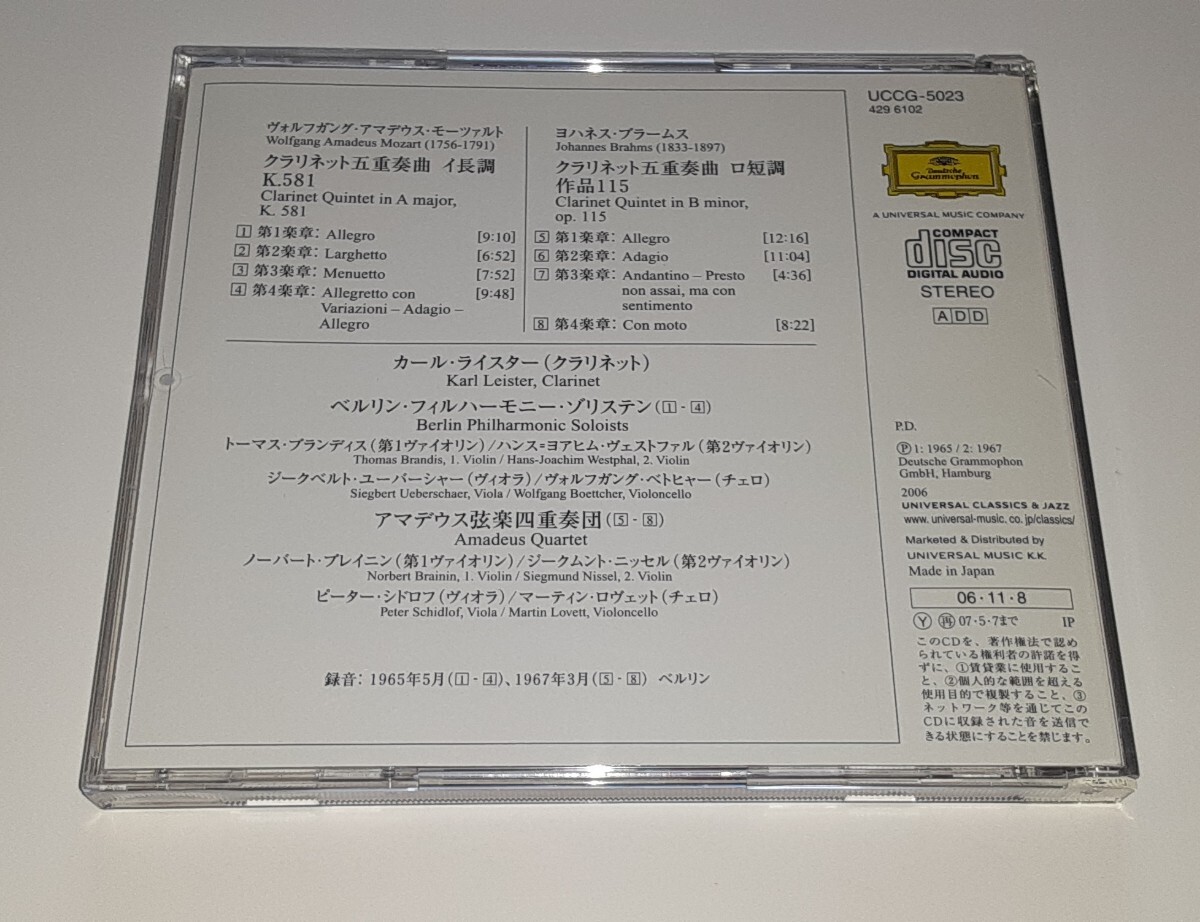 ヴォルフガング・アマデウス・モーツァルト
Wolfgang Amadeus Mozart (1756-1791)
クラリネット五重奏曲 イ長調
K.581
Clarinet Quintet in A major,
K. 581
1 第1楽章: Allegro [9:10]
2 第2楽章: Larghetto [6:52]
3 第3楽章: Menuetto [7:52]
4 第4楽章: Allegretto con [9:48]
Variazioni – Adagio –
Allegro
ヨハネス・ブラームス
Johannes Brahms (1833-1897)
クラリネット五重奏曲 ロ短調
作品115
Clarinet Quintet in B minor,
op. 115
5 第1楽章: Allegro [12:16]
6 第2楽章: Adagio [11:04]
7 第3楽章: Andantino – Presto [4:36]
non assai, ma con
sentimento
8 第4楽章: Con moto [8:22]
カール・ライスター(クラリネット)
Karl Leister, Clarinet
ベルリン・フィルハーモニー・ゾリステン(1 - 4)
Berlin Philharmonic Soloists
トーマス・ブランディス(第1ヴァイオリン)/ハンス=ヨアヒム・ヴェストファル(第2ヴァイオリン)
Thomas Brandis, 1. Violin / Hans-Joachim Westphal, 2. Violin
ジークベルト・ユーバーシャー(ヴィオラ)/ヴォルフガング・ベトヒャー(チェロ)
Siegbert Ueberschaer, Viola / Wolfgang Boettcher, Violoncello
アマデウス弦楽四重奏団(5 - 8)
Amadeus Quartet
ノーバート・ブレイニン(第1ヴァイオリン)/ジークムント・ニッセル(第2ヴァイオリン)
Norbert Brainin, 1. Violin / Siegmund Nissel, 2. Violin
ピーター・シドロフ(ヴィオラ)/マーティン・ロヴェット(チェロ)
Peter Schidlof, Viola / Martin Lovett, Violoncello
録音: 1965年5月(1 - 4)、1967年3月(5 - 8) ベルリン
UCCG-5023
429 6102
Deutsche
Grammophon
A UNIVERSAL MUSIC COMPANY
COMPACT
disc
DIGITAL AUDIO
STEREO
ADD
P.D.
Ⓟ 1: 1965 / 2: 1967
Deutsche Grammophon
GmbH, Hamburg
2006
UNIVERSAL CLASSICS & JAZZ
www. universal-music. co. jp/classics/
Marketed & Distributed by
UNIVERSAL MUSIC K.K.
Made in Japan
06・11・8
Ⓨ 再 07・5・7まで IP
このCDを、著作権法で認め
られている権利者の許諾を得
ずに、①賃貸業に使用するこ
と、②個人的な範囲を超える
使用目的で複製すること、③
ネットワーク等を通じてこの
CDに収録された音を送信で
きる状態にすることを禁じます。